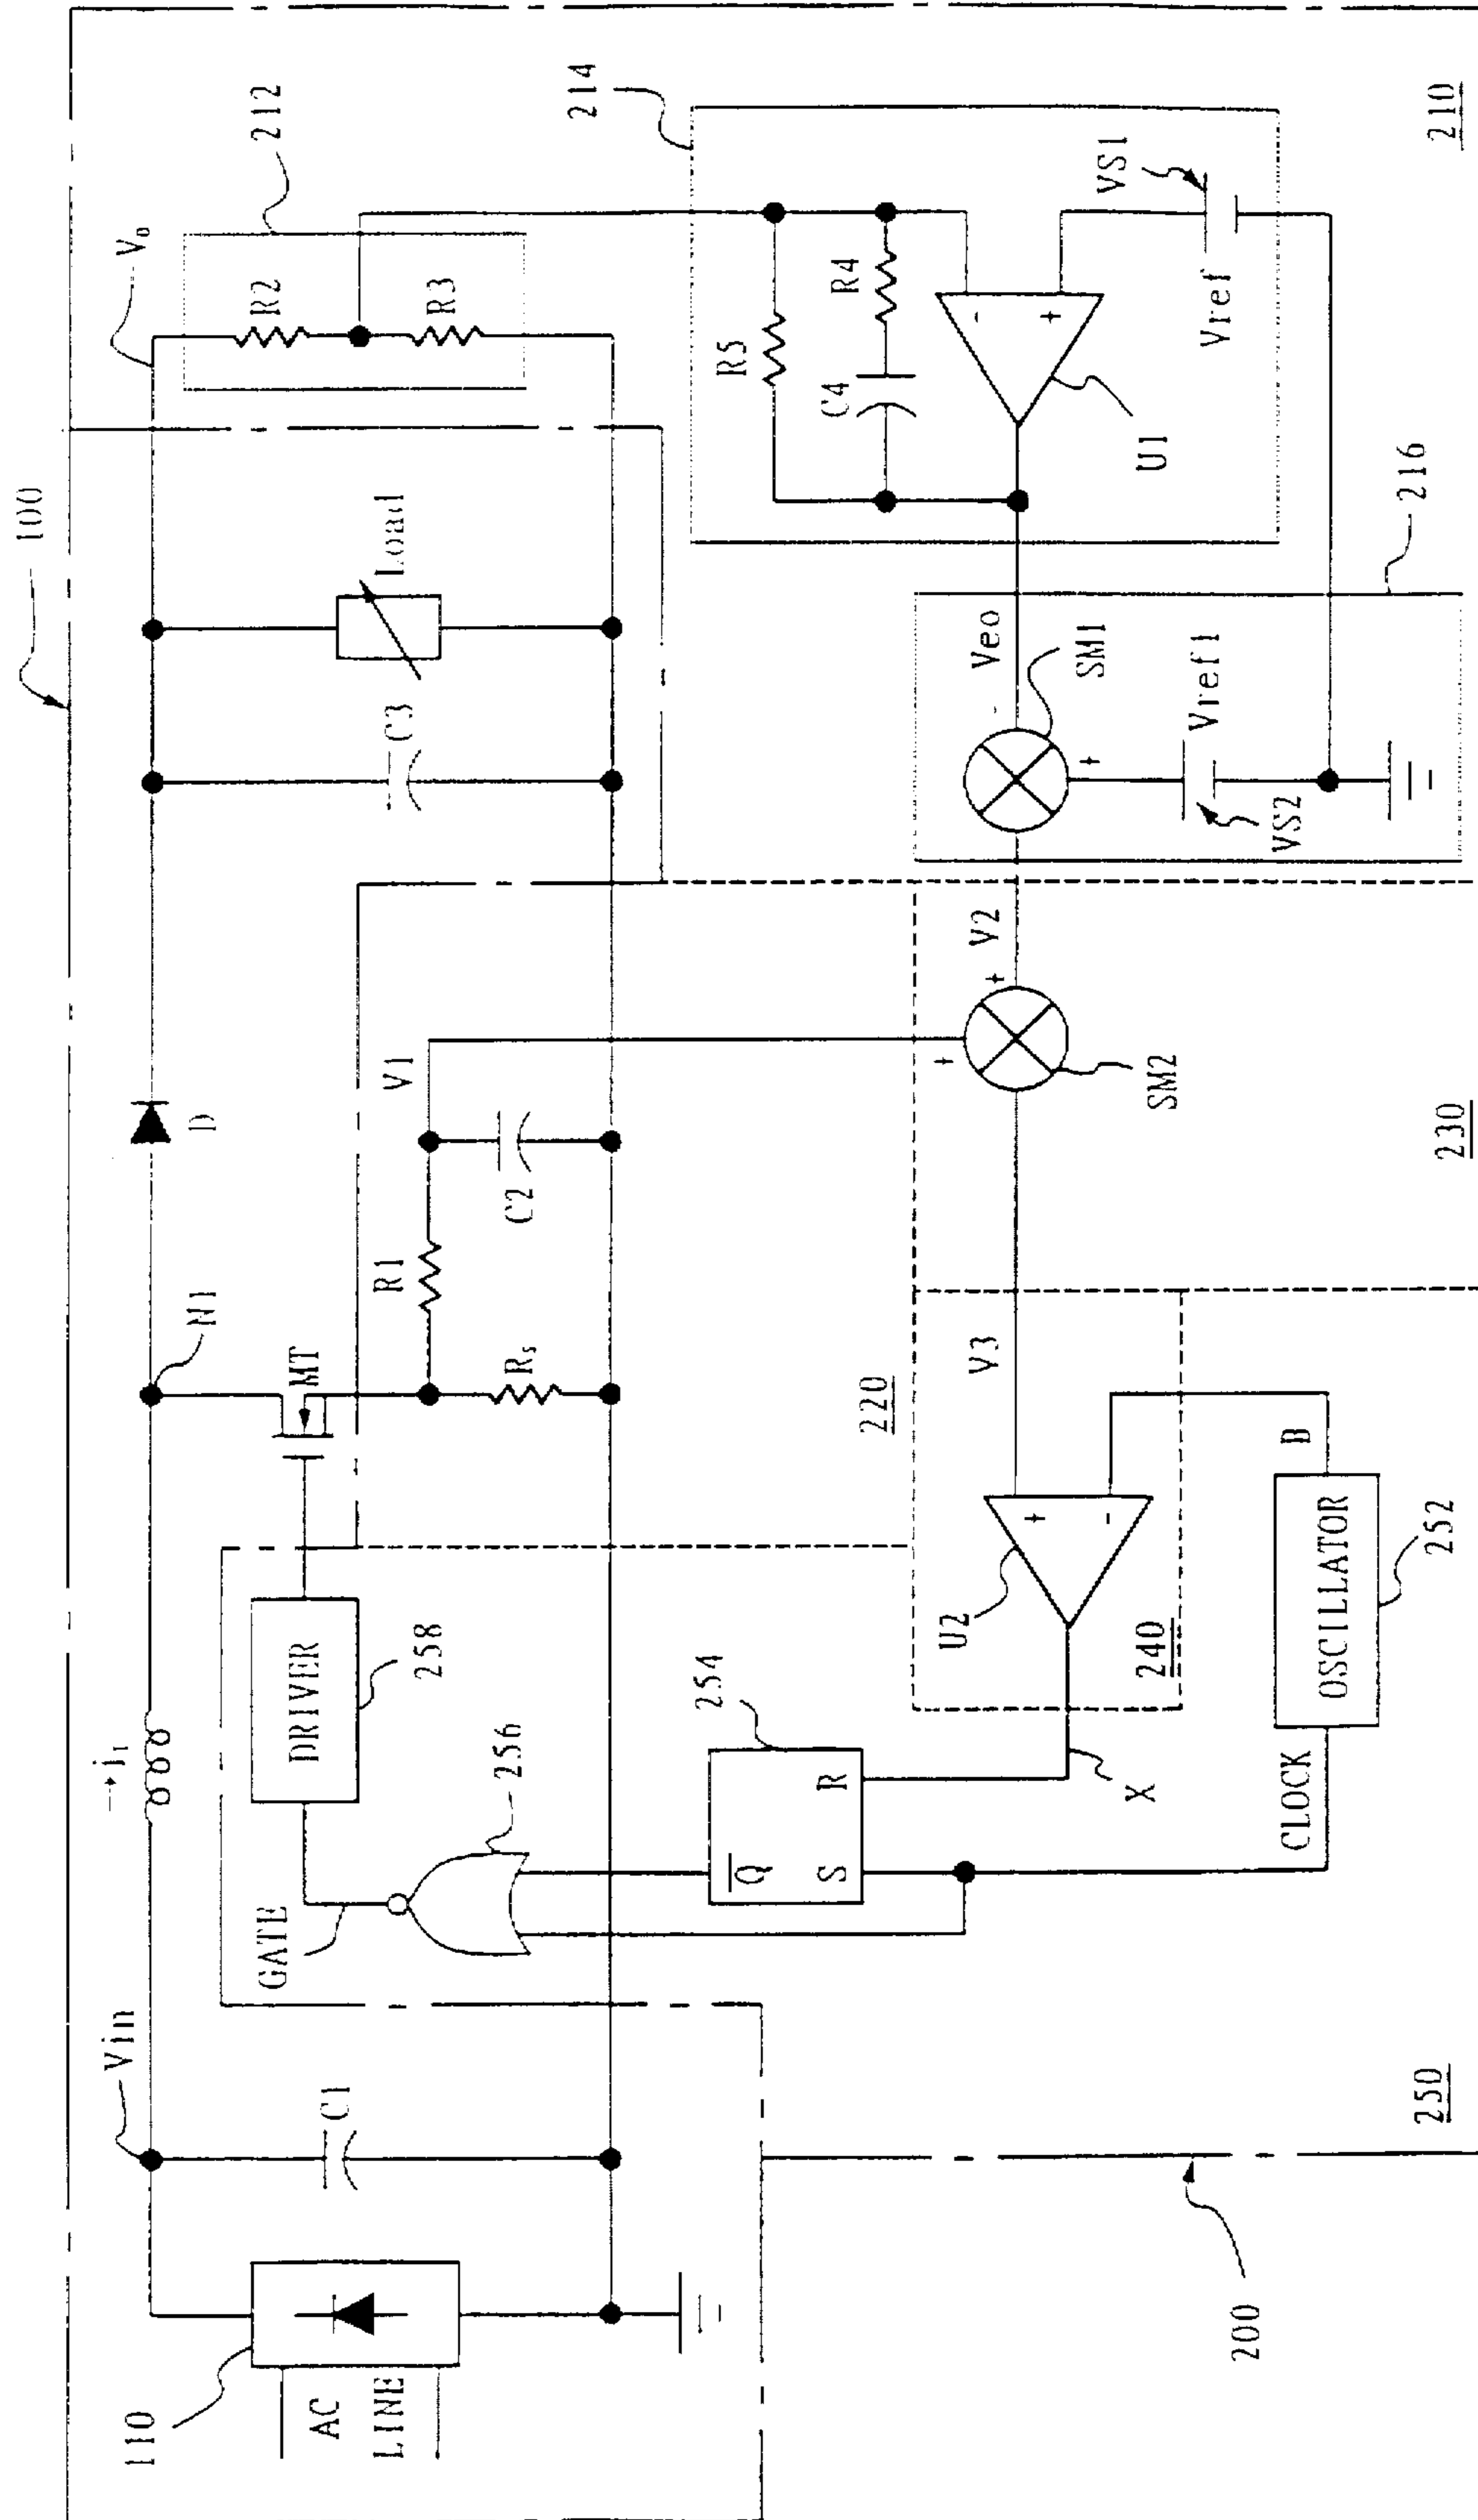 100
Vin
→ i₁
N1
D
V₀
212
110
AC
LINE
C1
GATE
DRIVER
258
MT
R1
V1
Rₛ
C2
C3
Load
R2
R3
214
256
Q
S
R
254
220
R5
R4
C4
U1
-
+
VS1
Vref
X
U2
+
-
240
V3
SM2
+
+
V2
SM1
-
+
Veo
Vref1
VS2
216
CLOCK
OSCILLATOR
252
B
200
250
230
210